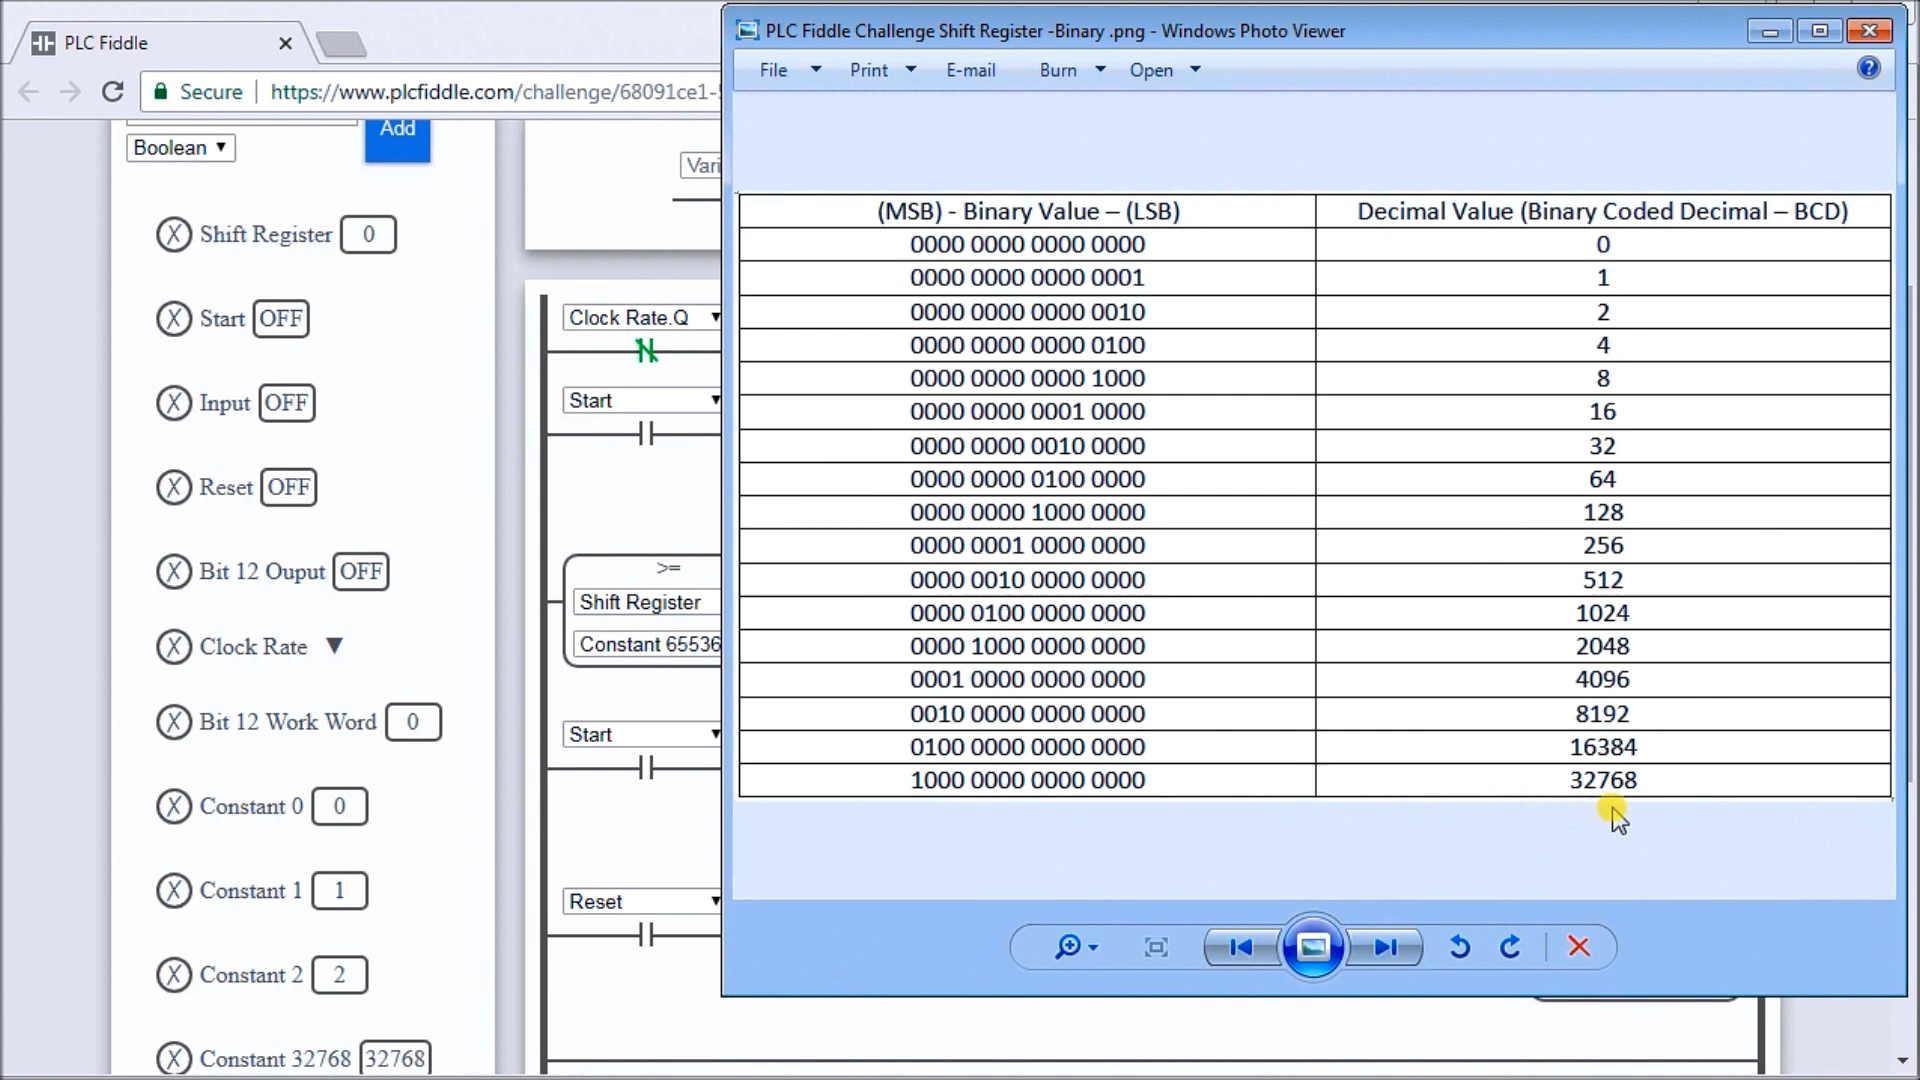 PLC Fiddle
Secure
https://www.plcfiddle.com/challenge/68091ce1-
Add
Boolean
Shift Register 0
Start OFF
Input OFF
Reset OFF
Bit 12 Ouput OFF
Clock Rate
Bit 12 Work Word 0
Constant 0 0
Constant 1 1
Constant 2 2
Constant 32768 32768
Vari
Clock Rate.Q
Start
>=
Shift Register
Constant 65536
Start
Reset
PLC Fiddle Challenge Shift Register -Binary .png - Windows Photo Viewer
File Print E-mail Burn Open
(MSB) - Binary Value – (LSB) Decimal Value (Binary Coded Decimal – BCD)
0000 0000 0000 0000 0
0000 0000 0000 0001 1
0000 0000 0000 0010 2
0000 0000 0000 0100 4
0000 0000 0000 1000 8
0000 0000 0001 0000 16
0000 0000 0010 0000 32
0000 0000 0100 0000 64
0000 0000 1000 0000 128
0000 0001 0000 0000 256
0000 0010 0000 0000 512
0000 0100 0000 0000 1024
0000 1000 0000 0000 2048
0001 0000 0000 0000 4096
0010 0000 0000 0000 8192
0100 0000 0000 0000 16384
1000 0000 0000 0000 32768